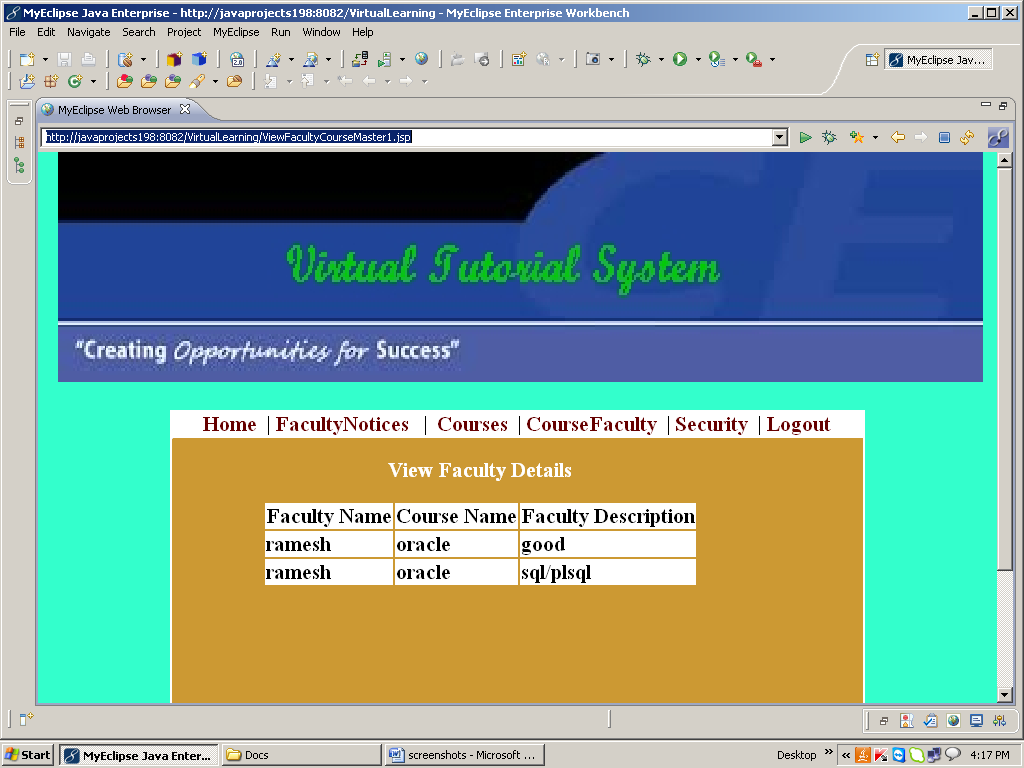 MyEclipse Java Enterprise - http://javaprojects198:8082/VirtualLearning - MyEclipse Enterprise Workbench
File Edit Navigate Search Project MyEclipse Run Window Help
2.0
MyEclipse Jav...
MyEclipse Web Browser
http://javaprojects198:8082/VirtualLearning/ViewFacultyCourseMaster1.jsp
CE
Virtual Tutorial System
"Creating Opportunities for Success"
Home | FacultyNotices | Courses | CourseFaculty | Security | Logout
View Faculty Details
Faculty Name Course Name Faculty Description
ramesh oracle good
ramesh oracle sql/plsql
Start MyEclipse Java Enter... Docs screenshots - Microsoft ... Desktop » « 4:17 PM